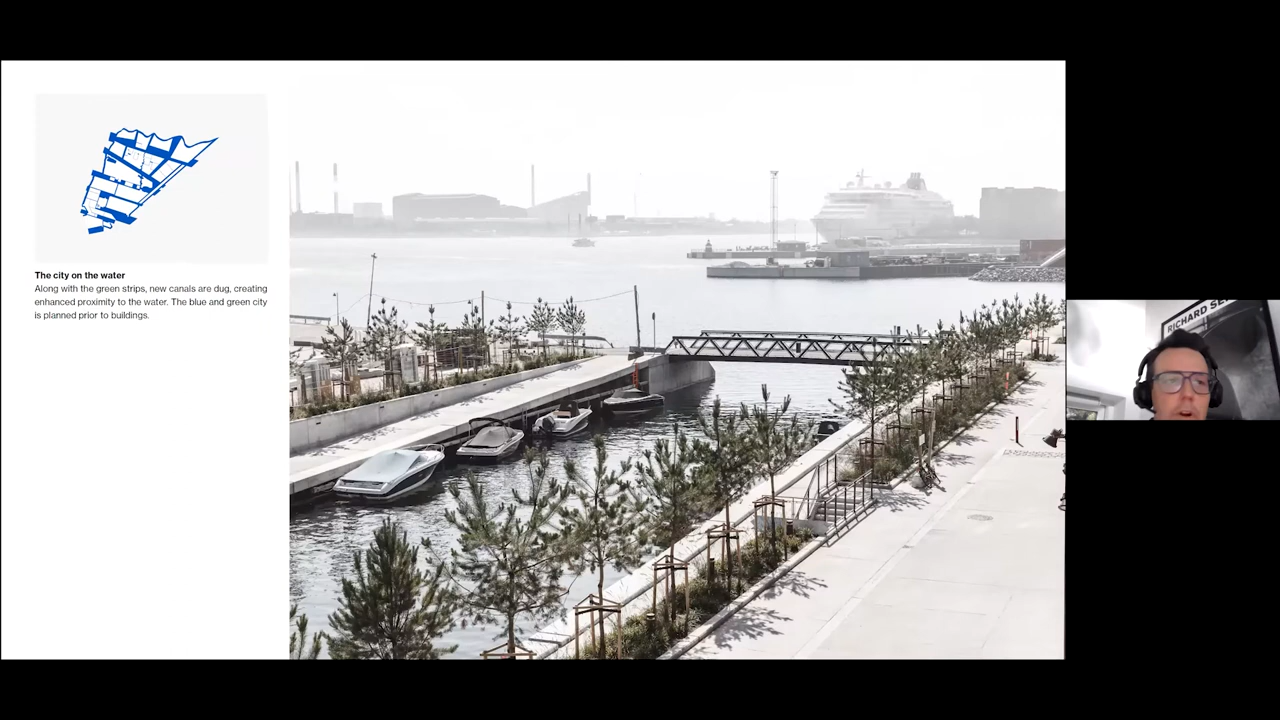 The city on the water
Along with the green strips, new canals are dug, creating
enhanced proximity to the water. The blue and green city
is planned prior to buildings.
RICHARD SE